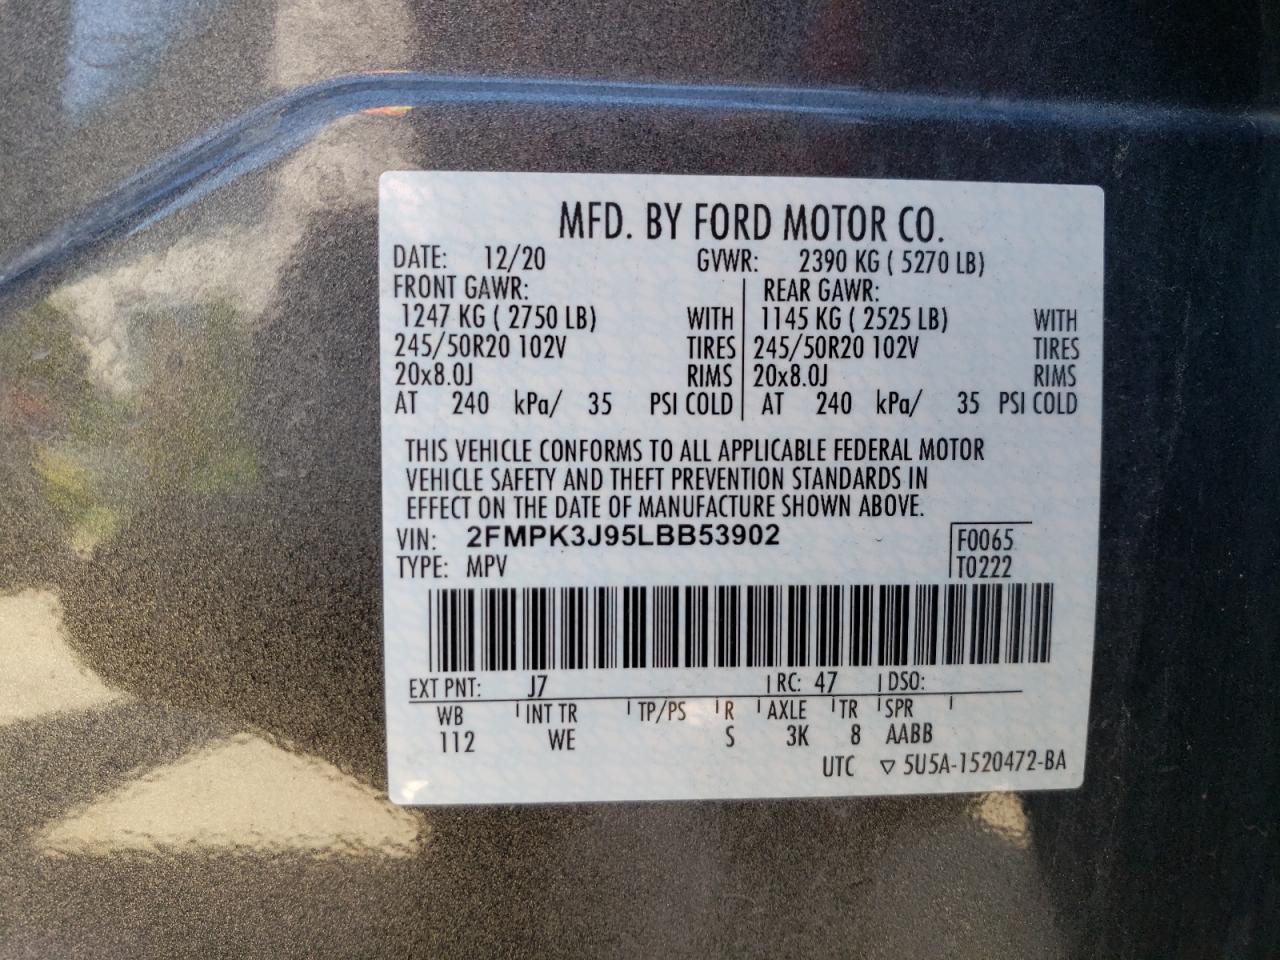 MFD. BY FORD MOTOR CO.
DATE: 12/20 GVWR: 2390 KG ( 5270 LB)
FRONT GAWR: REAR GAWR:
1247 KG ( 2750 LB) WITH 1145 KG ( 2525 LB) WITH
245/50R20 102V TIRES 245/50R20 102V TIRES
20x8.0J RIMS 20x8.0J RIMS
AT 240 kPa/ 35 PSI COLD AT 240 kPa/ 35 PSI COLD
THIS VEHICLE CONFORMS TO ALL APPLICABLE FEDERAL MOTOR
VEHICLE SAFETY AND THEFT PREVENTION STANDARDS IN
EFFECT ON THE DATE OF MANUFACTURE SHOWN ABOVE.
VIN: 2FMPK3J95LBB53902 F0065
TYPE: MPV T0222
EXT PNT: J7 RC: 47 DSO:
WB INT TR TP/PS R AXLE TR SPR
112 WE S 3K 8 AABB
UTC ▽ 5U5A-1520472-BA